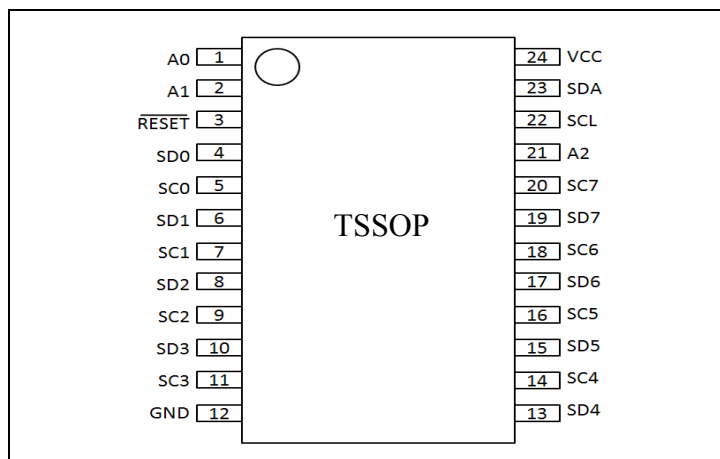 A0 1 24 VCC
A1 2 23 SDA
RESET 3 22 SCL
SD0 4 21 A2
SC0 5 20 SC7
SD1 6 19 SD7
TSSOP
SC1 7 18 SC6
SD2 8 17 SD6
SC2 9 16 SC5
SD3 10 15 SD5
SC3 11 14 SC4
GND 12 13 SD4